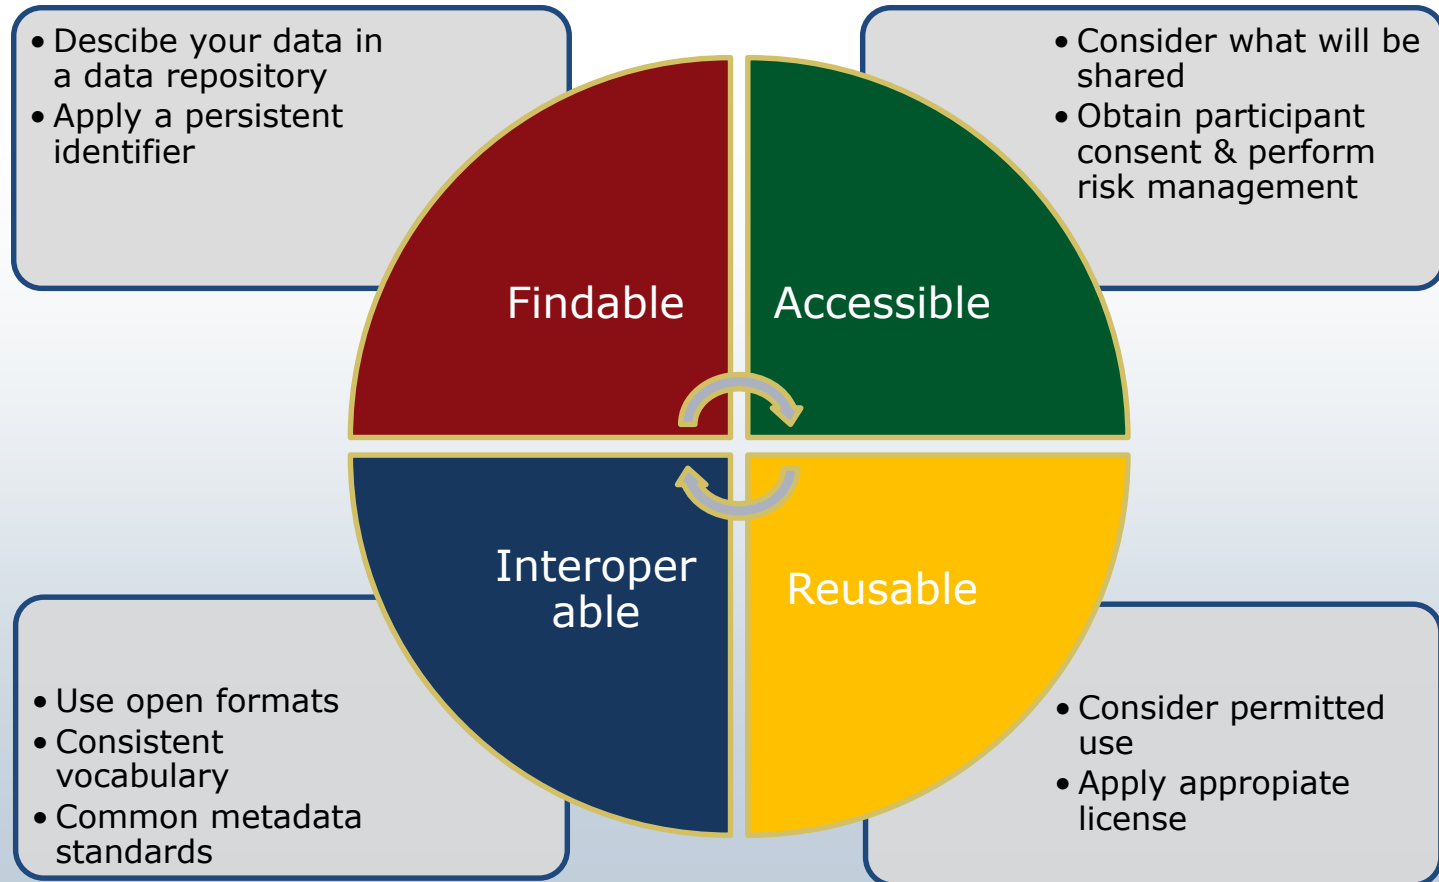 • Descibe your data in
a data repository
• Apply a persistent
identifier
• Consider what will be
shared
• Obtain participant
consent & perform
risk management
Findable
Accessible
Interoper
able
Reusable
• Use open formats
• Consistent
vocabulary
• Common metadata
standards
• Consider permitted
use
• Apply appropiate
license